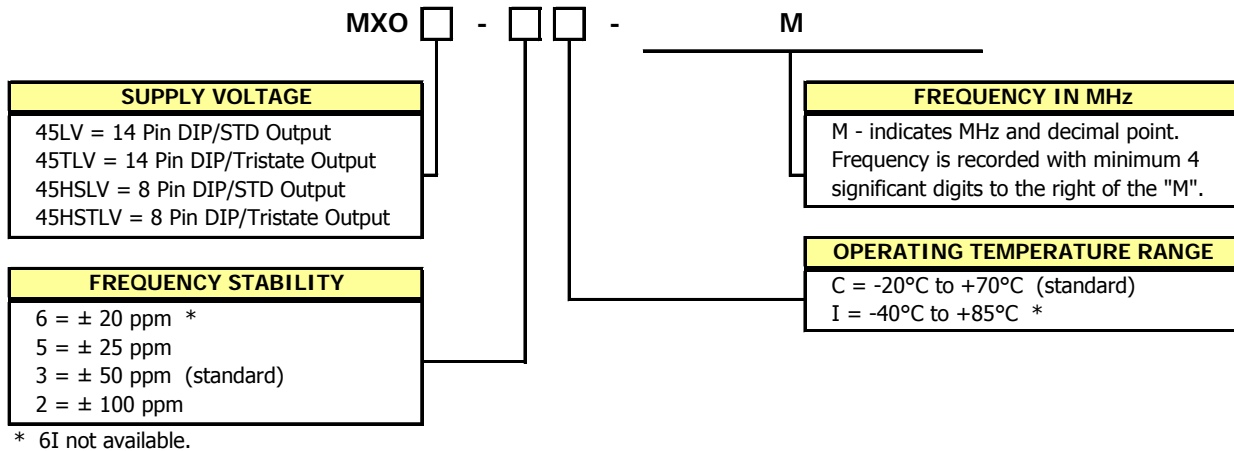 MXO - - M
SUPPLY VOLTAGE
45LV = 14 Pin DIP/STD Output
45TLV = 14 Pin DIP/Tristate Output
45HSLV = 8 Pin DIP/STD Output
45HSTLV = 8 Pin DIP/Tristate Output
FREQUENCY IN MHz
M - indicates MHz and decimal point.
Frequency is recorded with minimum 4
significant digits to the right of the "M".
FREQUENCY STABILITY
6 = ± 20 ppm *
5 = ± 25 ppm
3 = ± 50 ppm (standard)
2 = ± 100 ppm
* 6I not available.
OPERATING TEMPERATURE RANGE
C = -20°C to +70°C (standard)
I = -40°C to +85°C *